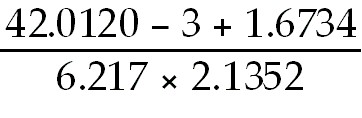 42.0120 – 3 + 1.6734
6.217 × 2.1352